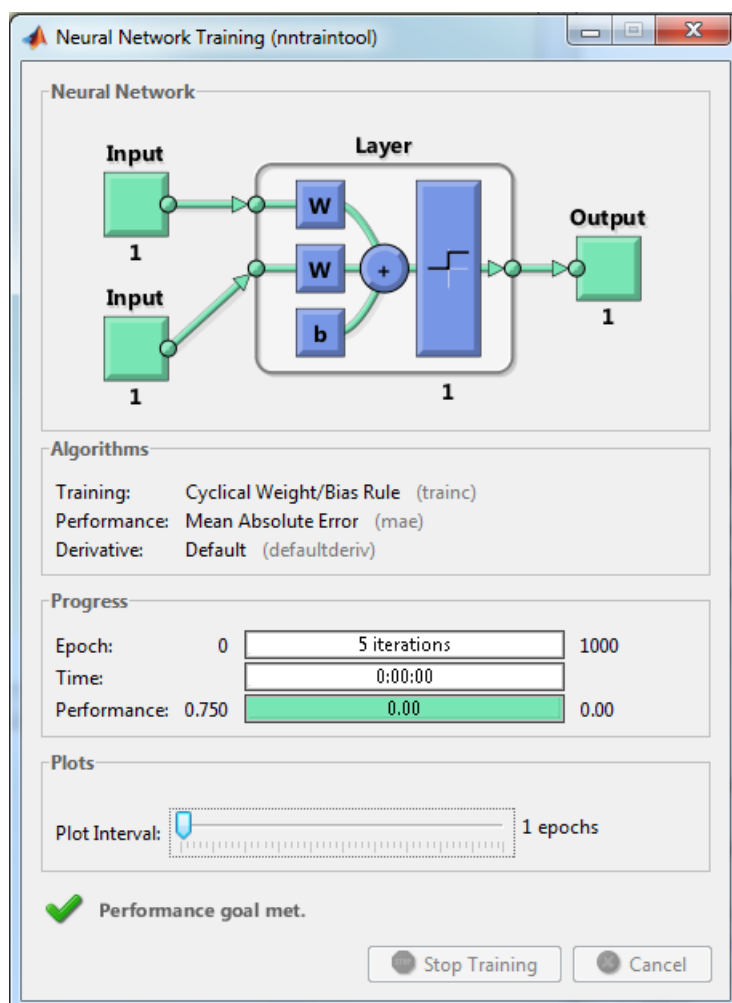 Neural Network Training (nntraintool)
Neural Network
Input
1
Input
1
Layer
W
W
b
+
1
Output
1
Algorithms
Training: Cyclical Weight/Bias Rule (trainc)
Performance: Mean Absolute Error (mae)
Derivative: Default (defaultderiv)
Progress
Epoch: 0 5 iterations 1000
Time: 0:00:00
Performance: 0.750 0.00 0.00
Plots
Plot Interval: 1 epochs
Performance goal met.
Stop Training Cancel